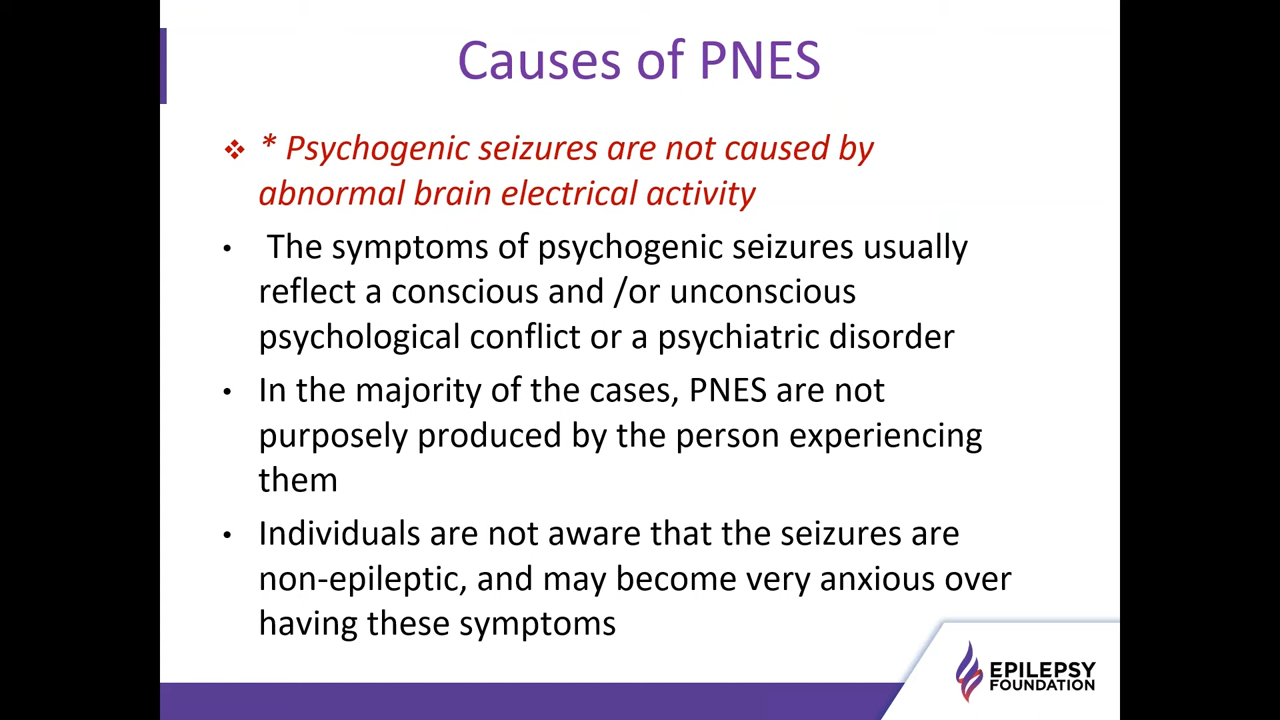 Causes of PNES
❖ * Psychogenic seizures are not caused by
abnormal brain electrical activity
• The symptoms of psychogenic seizures usually
reflect a conscious and /or unconscious
psychological conflict or a psychiatric disorder
• In the majority of the cases, PNES are not
purposely produced by the person experiencing
them
• Individuals are not aware that the seizures are
non-epileptic, and may become very anxious over
having these symptoms
EPILEPSY
FOUNDATION